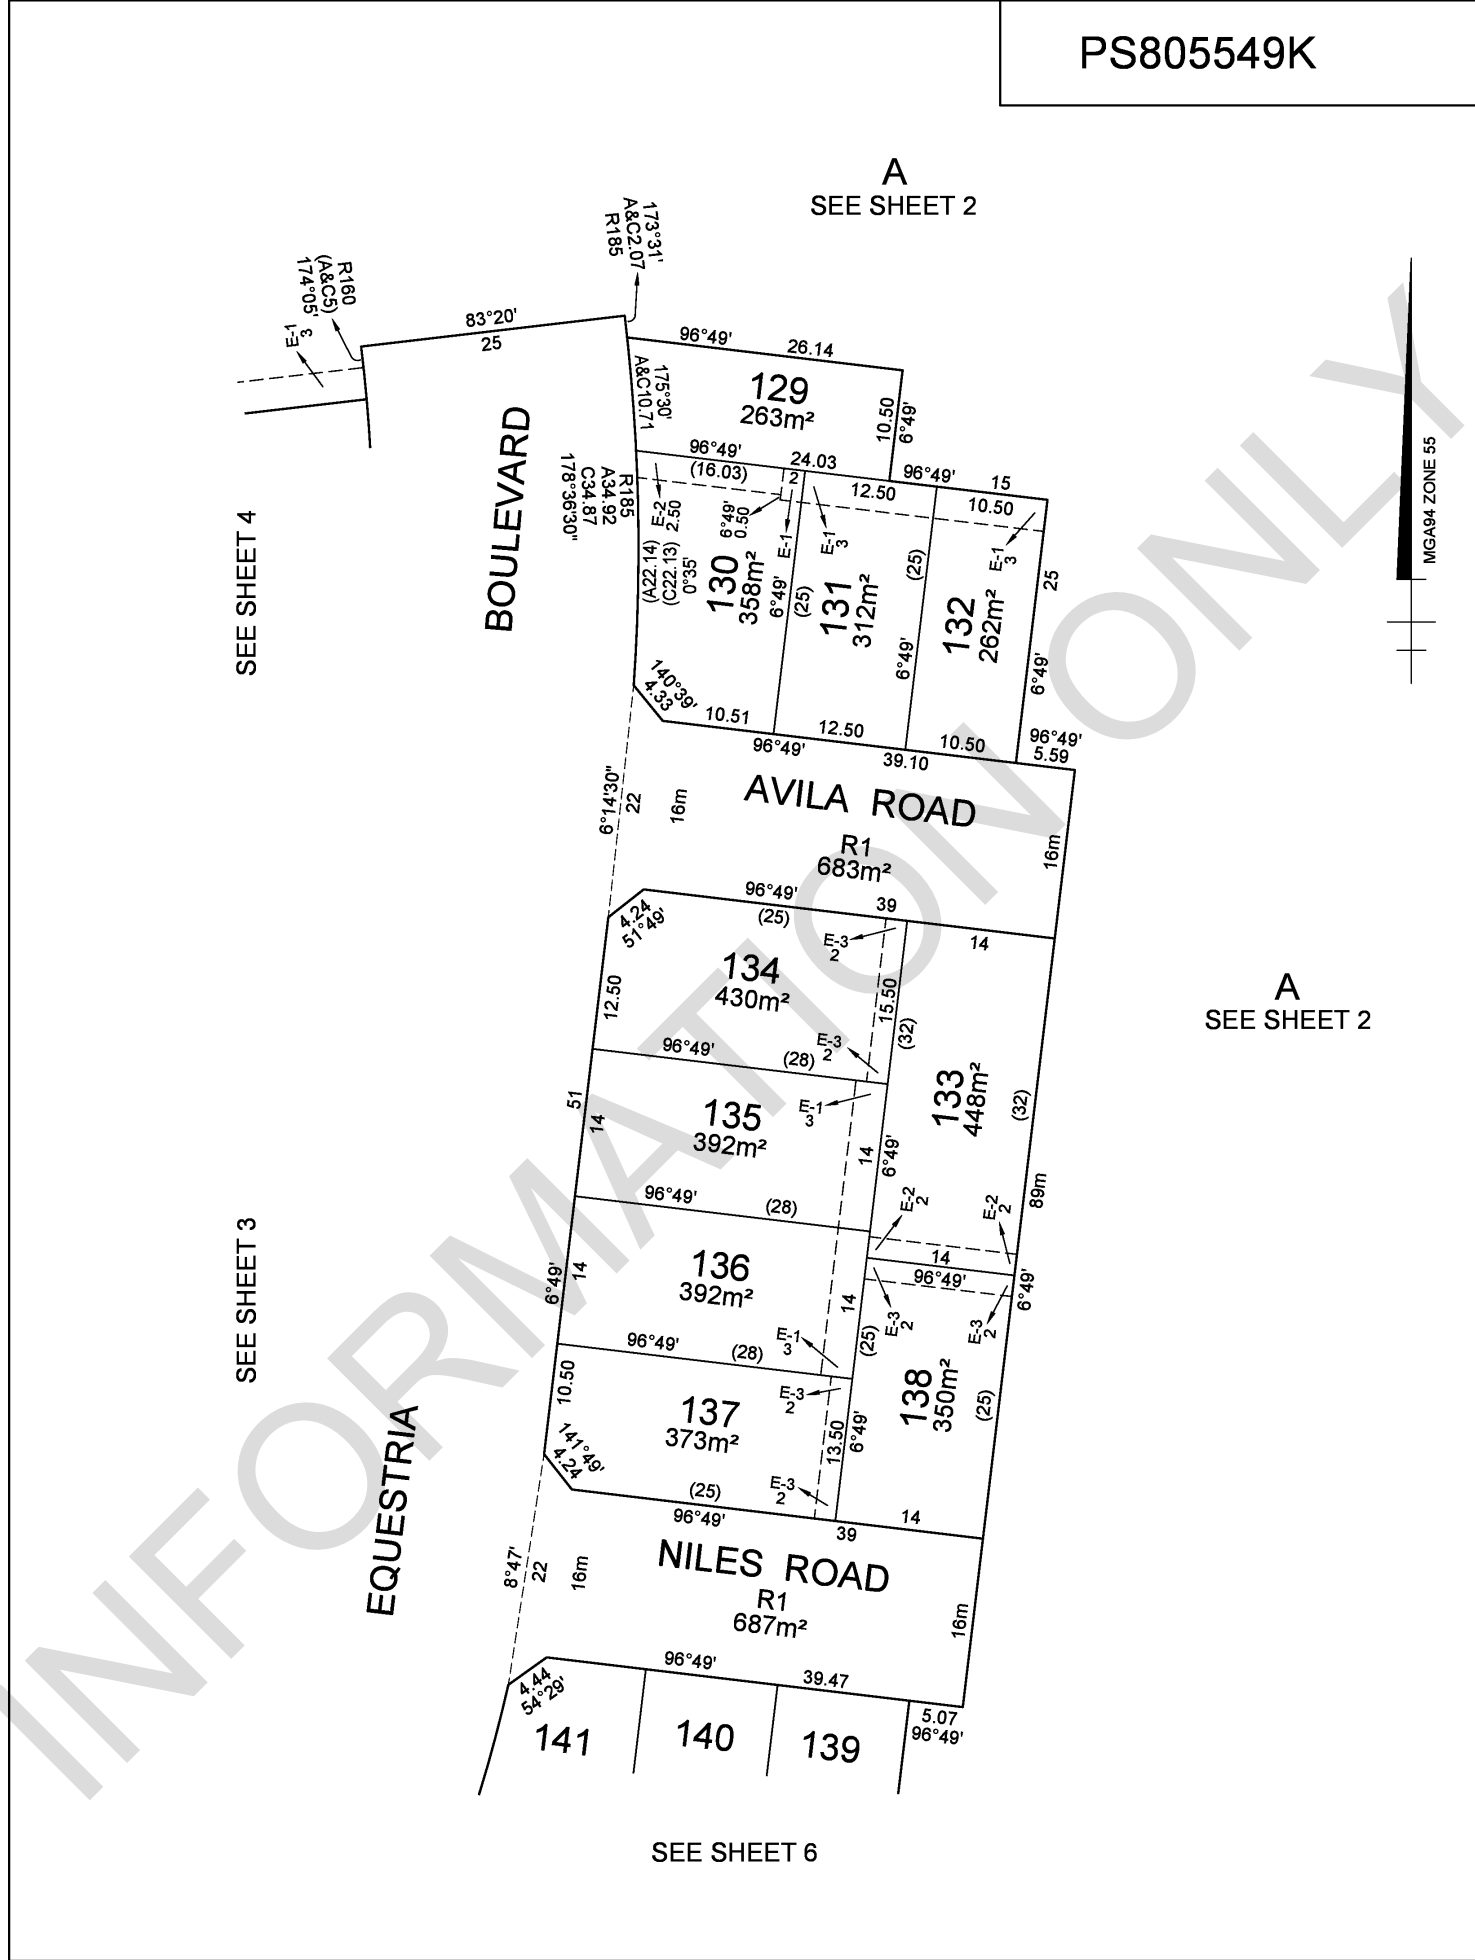 PS805549K
A
SEE SHEET 2
173°31'
A&C2.07
R185
R160
(A&C5)
174°05'
E-1
3
83°20'
25
96°49'
26.14
129
263m²
175°30'
A&C10.71
10.50
6°49'
BOULEVARD
R185
A34.92
C34.87
178°36'30"
96°49'
24.03
(16.03)
2
96°49'
15
12.50
10.50
E-2
2.50
6°49'
0.50
E-1
E-1
3
E-1
3
(A22.14)
(C22.13)
0°35'
130
358m²
6°49'
(25)
131
312m²
(25)
6°49'
132
262m²
25
6°49'
MGA94 ZONE 55
SEE SHEET 4
140°39'
4.33
10.51
12.50
10.50
96°49'
39.10
96°49'
5.59
AVILA ROAD
R1
683m²
6°14'30"
22
16m
16m
96°49'
39
(25)
14
4.24
51°49'
E-3
2
134
430m²
12.50
15.50
(32)
E-3
2
96°49'
(28)
A
SEE SHEET 2
51
14
135
392m²
E-1
3
14
6°49'
133
448m²
(32)
89m
96°49'
(28)
E-2
2
E-2
2
14
96°49'
6°49'
SEE SHEET 3
6°49'
14
136
392m²
14
E-1
3
96°49'
(28)
(25)
E-3
2
E-3
2
10.50
137
373m²
E-3
2
13.50
6°49'
138
350m²
(25)
141°49'
4.24
E-3
2
(25)
96°49'
39
14
EQUESTRIA
NILES ROAD
R1
687m²
8°47'
22
16m
16m
96°49'
39.47
4.44
54°29'
5.07
96°49'
141
140
139
SEE SHEET 6
INFORMATION ONLY